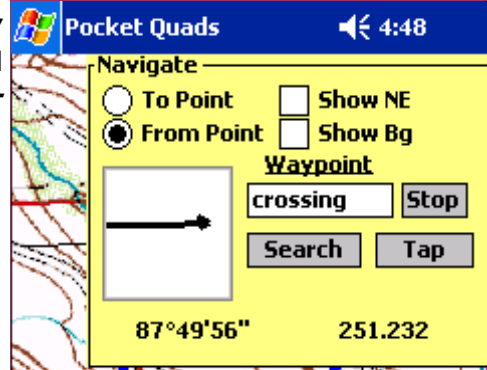 Pocket Quads 4:48
Navigate
To Point Show NE
From Point Show Bg
Waypoint
crossing Stop
Search Tap
87°49'56" 251.232